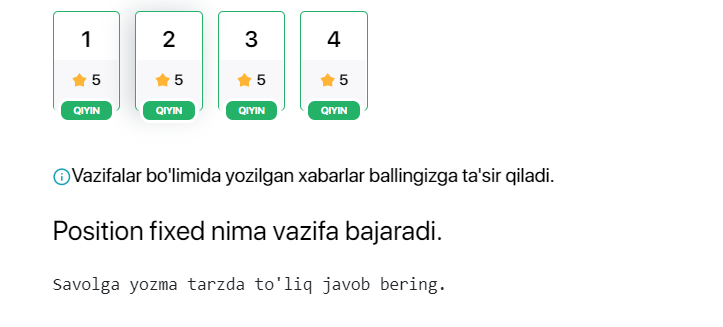 1 2 3 4
5 5 5 5
QIYIN QIYIN QIYIN QIYIN
Vazifalar bo'limida yozilgan xabarlar ballingizga ta'sir qiladi.
Position fixed nima vazifa bajaradi.
Savolga yozma tarzda to'liq javob bering.